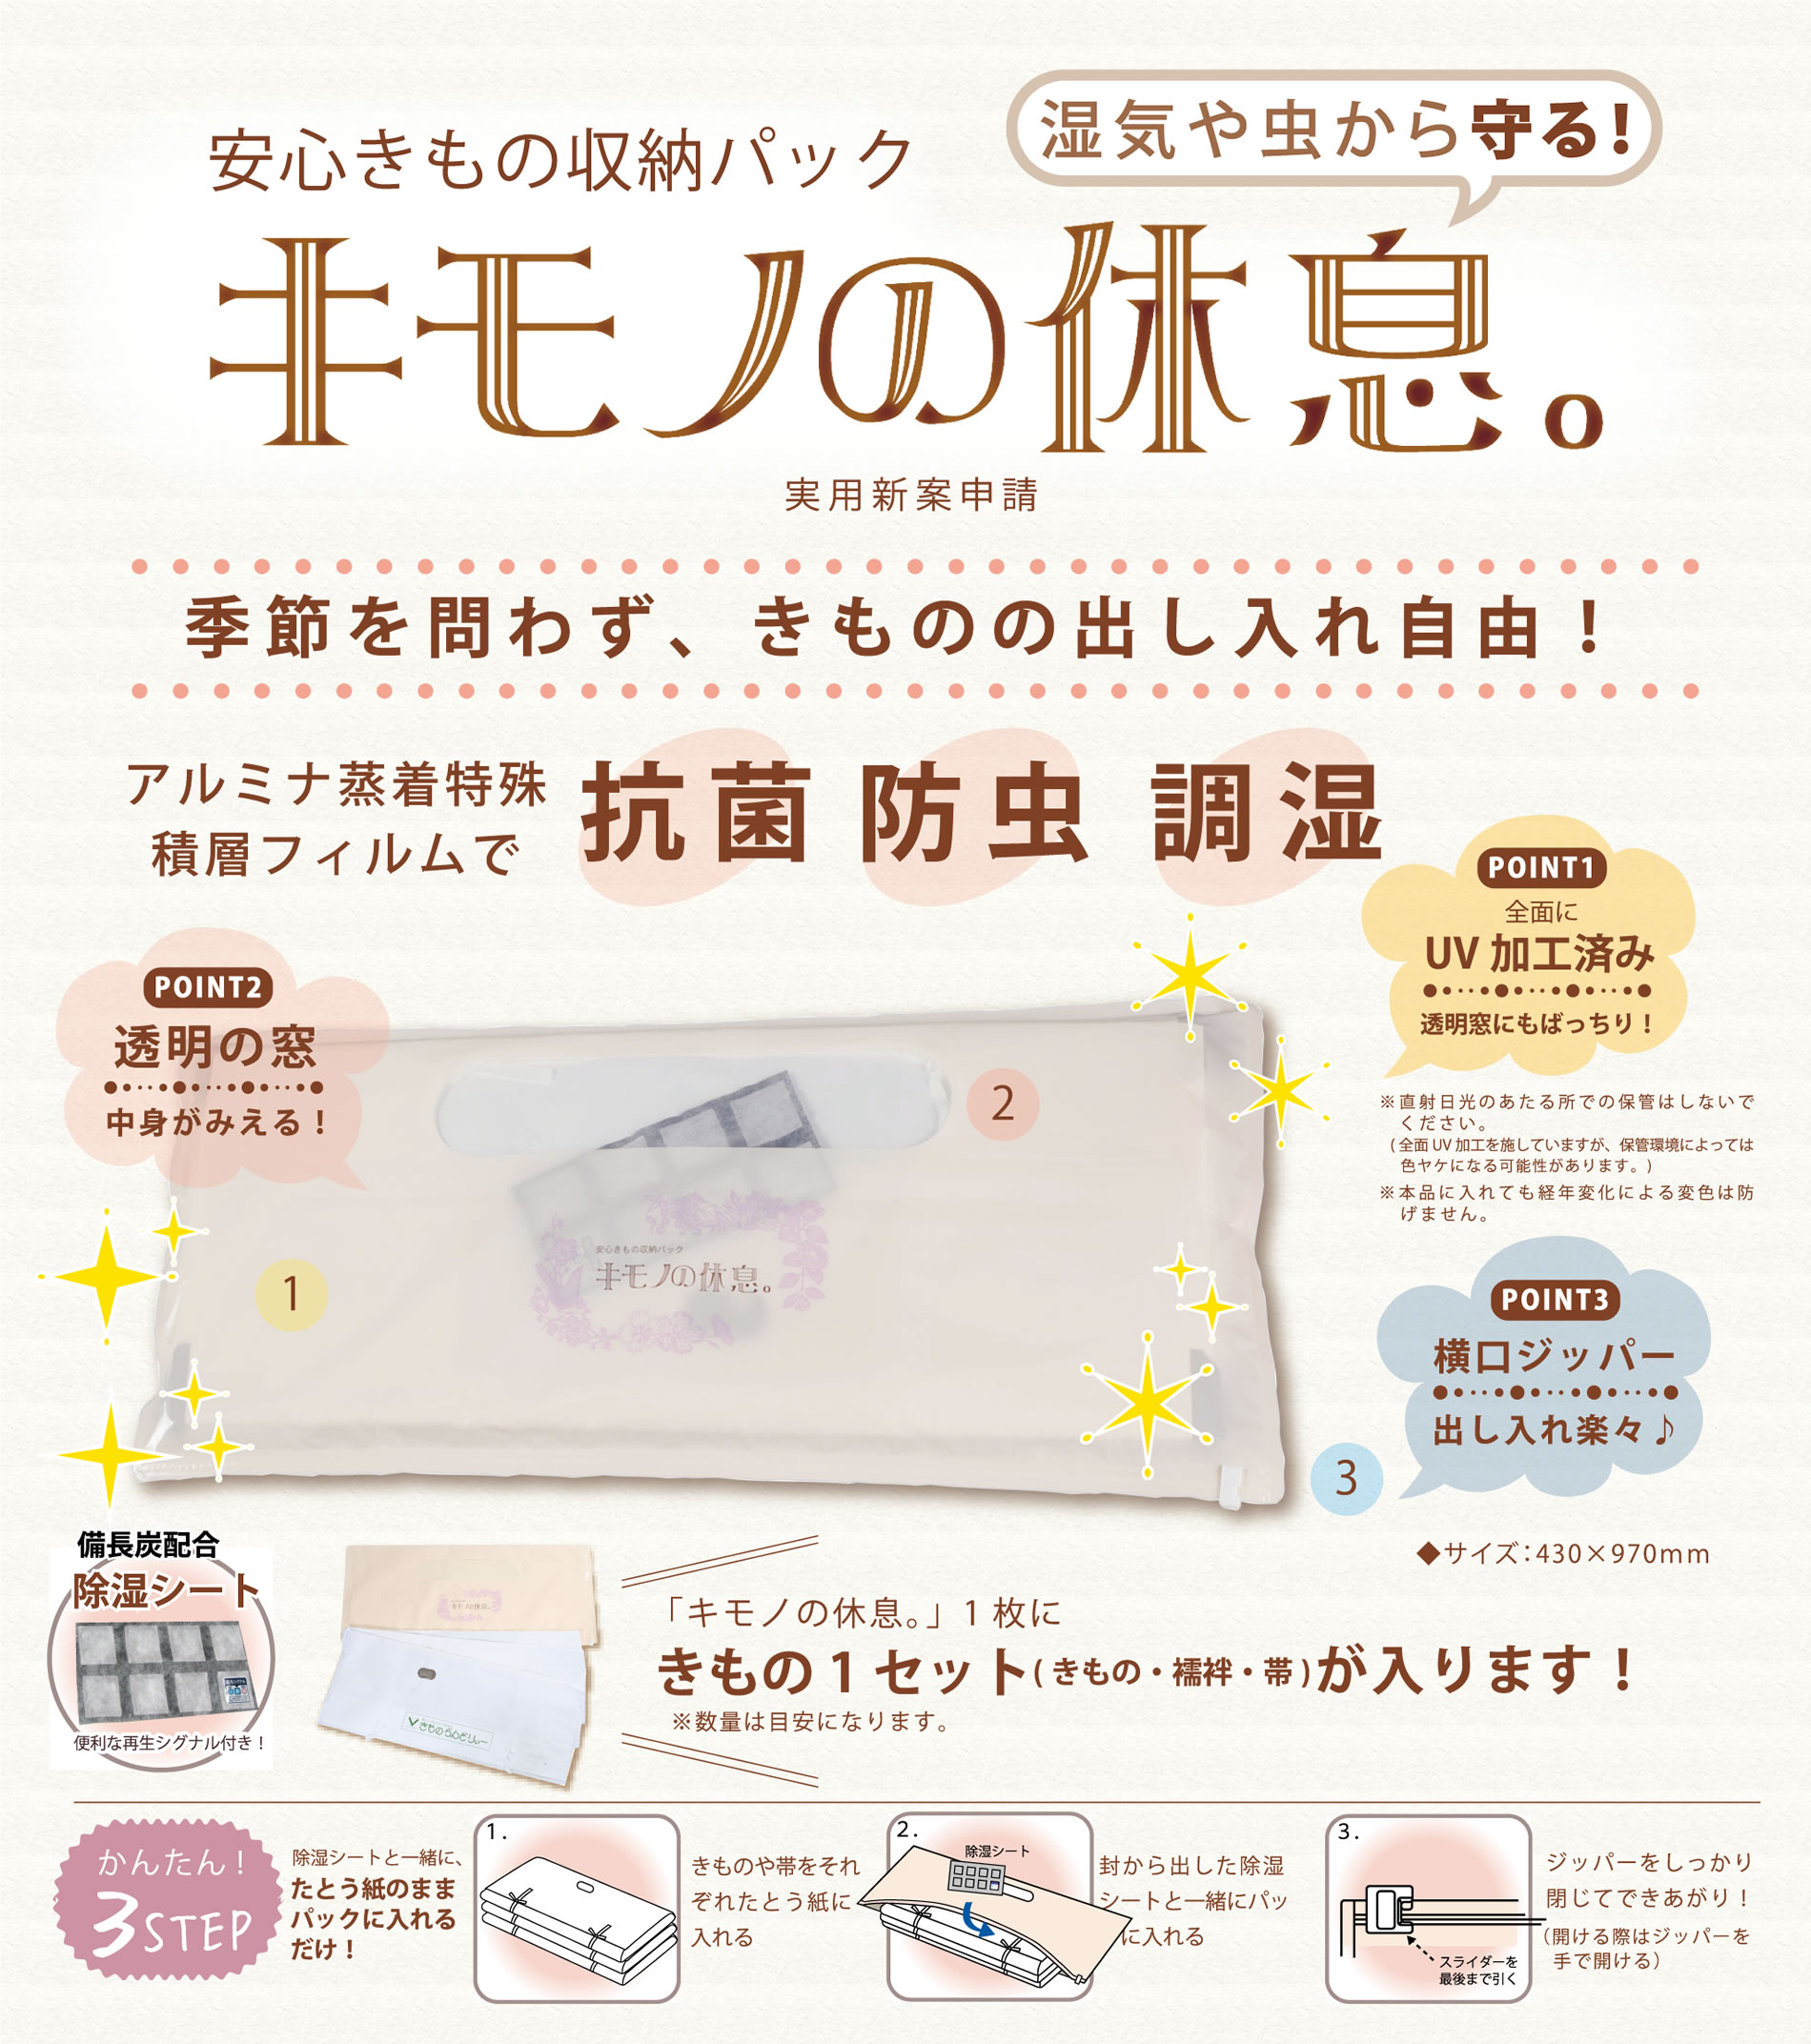 湿気や虫から守る!
安心きもの収納パック
キモノの休息。
実用新案申請
季節を問わず、きものの出し入れ自由！
アルミナ蒸着特殊
積層フィルムで
抗菌 防虫 調湿
POINT1
全面に
UV 加工済み
透明窓にもばっちり！
※直射日光のあたる所での保管はしないで
ください。
(全面UV加工を施していますが、保管環境によっては
色ヤケになる可能性があります。)
※本品に入れても経年変化による変色は防
げません。
POINT2
透明の窓
中身がみえる！
2
1
安心きもの収納パック
キモノの休息。
POINT3
横口ジッパー
出し入れ楽々♪
3
◆サイズ：430×970mm
備長炭配合
除湿シート
便利な再生シグナル付き！
キモノの休息。
きものらんどりぃー
「キモノの休息。」1 枚に
きもの 1 セット(きもの・襦袢・帯)が入ります！
※数量は目安になります。
かんたん！
3STEP
除湿シートと一緒に、
たとう紙のまま
パックに入れる
だけ！
1.
きものや帯をそれ
ぞれたとう紙に
入れる
2.
除湿シート
封から出した除湿
シートと一緒にパッ
に入れる
3.
スライダーを
最後まで引く
ジッパーをしっかり
閉じてできあがり！
（開ける際はジッパーを
手で開ける）